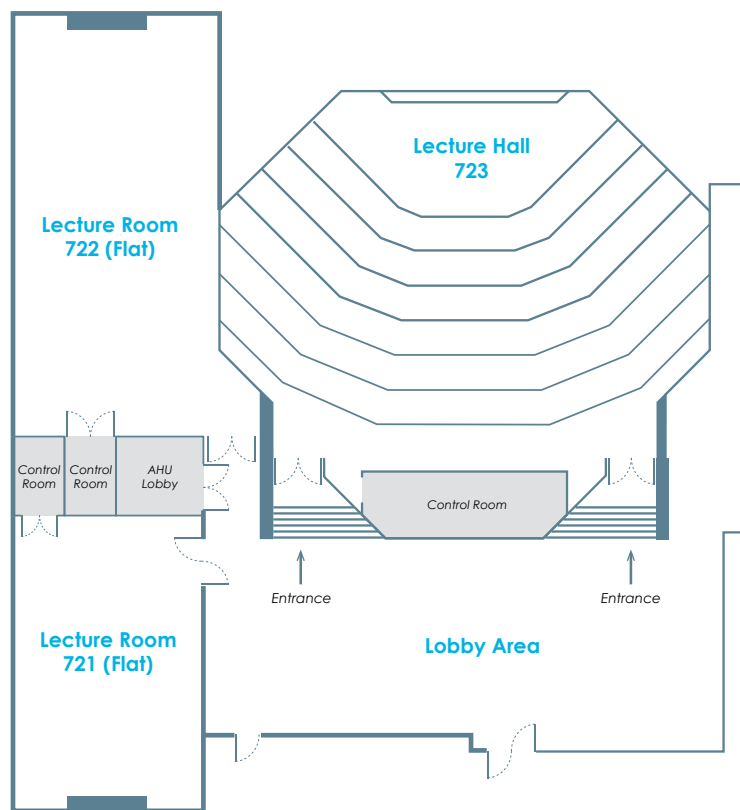 Lecture Hall
723
Lecture Room
722 (Flat)
Control
Room
Control
Room
AHU
Lobby
Control Room
Entrance
Entrance
Lecture Room
721 (Flat)
Lobby Area